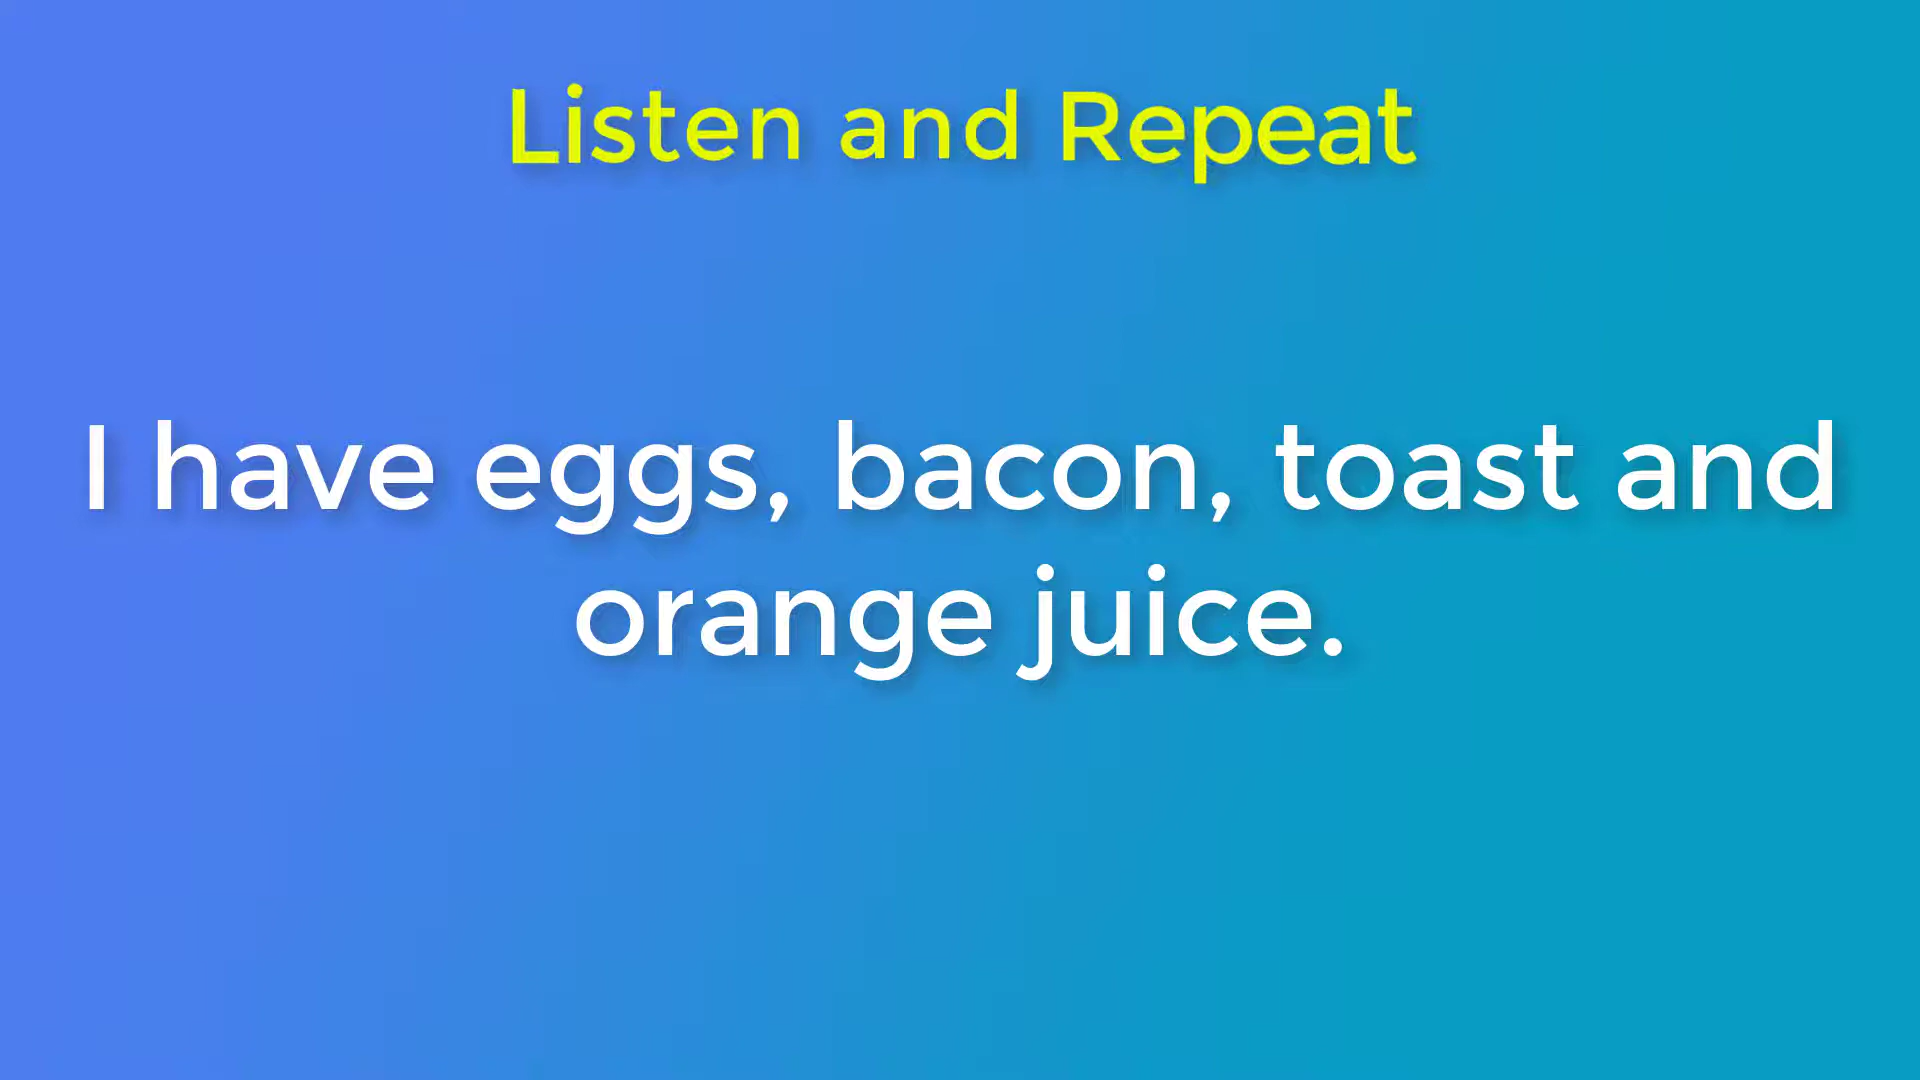 Listen and Repeat
I have eggs, bacon, toast and
orange juice.